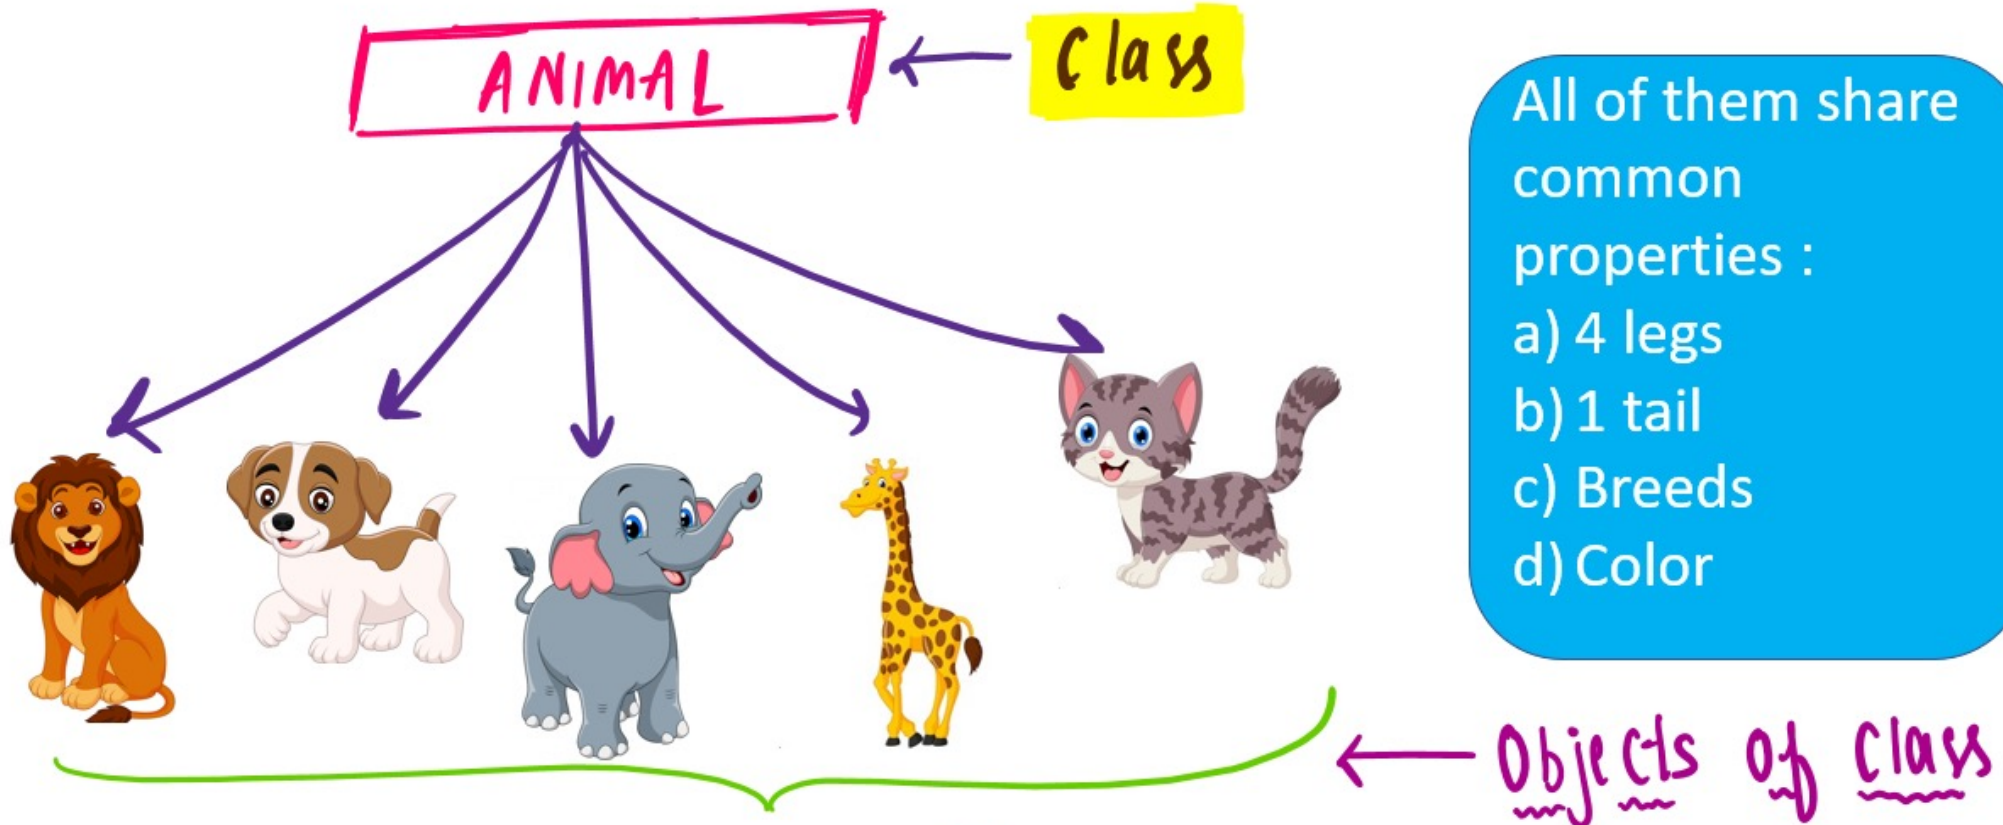 ANIMAL
Class
All of them share
common
properties :
a) 4 legs
b) 1 tail
c) Breeds
d) Color
Objects of class